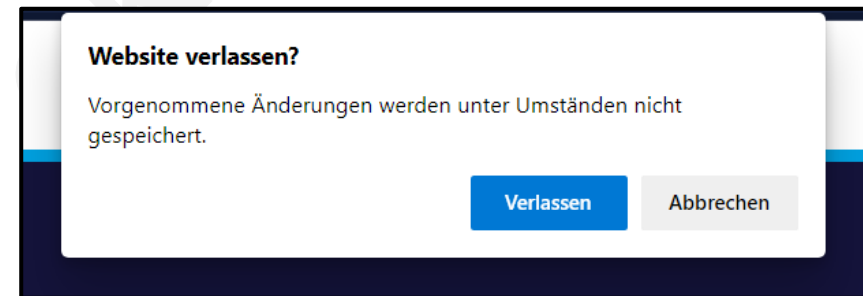 Website verlassen?
Vorgenommene Änderungen werden unter Umständen nicht
gespeichert.
Verlassen
Abbrechen